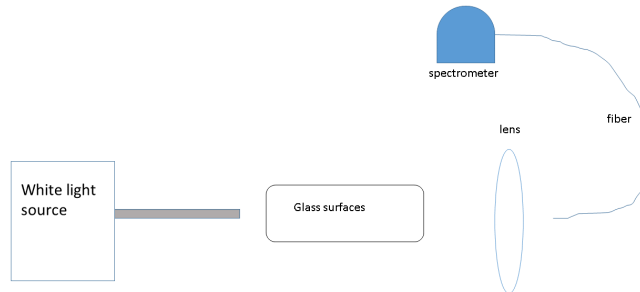 spectrometer
fiber
lens
White light
source
Glass surfaces